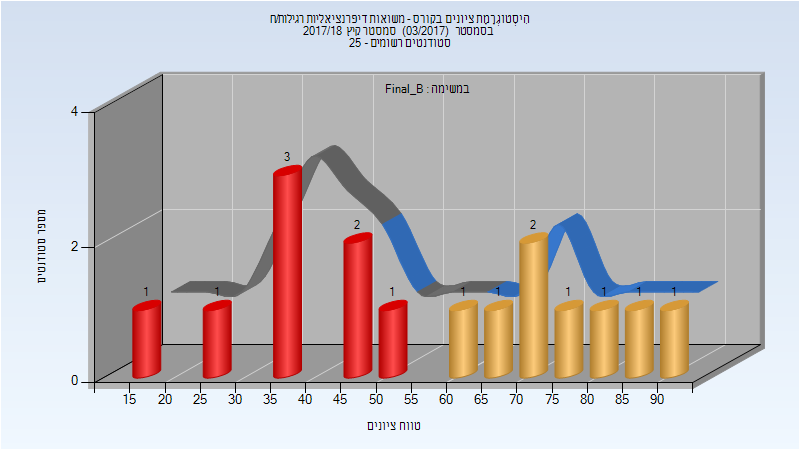 היסטוגרמת ציונים בקורס - משוואות דיפרנציאליות רגילות/ח
בסמסטר (03/2017) סמסטר קיץ 2017/18
סטודנטים רשומים - 25
במשימה : Final_B
מספר סטודנטים
4
2
0
1 1 3 2 1 1 1 2 1 1 1 1
15 20 25 30 35 40 45 50 55 60 65 70 75 80 85 90
טווח ציונים